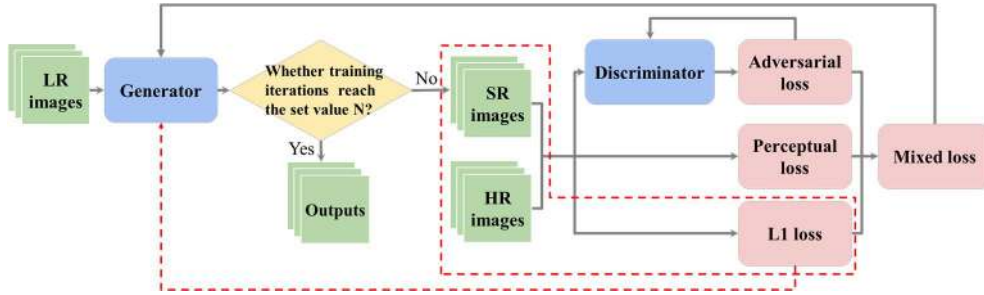 LR
images
Generator
Whether training
iterations reach
the set value N?
No
Yes
Outputs
SR
images
HR
images
Discriminator
Adversarial
loss
Perceptual
loss
L1 loss
Mixed loss